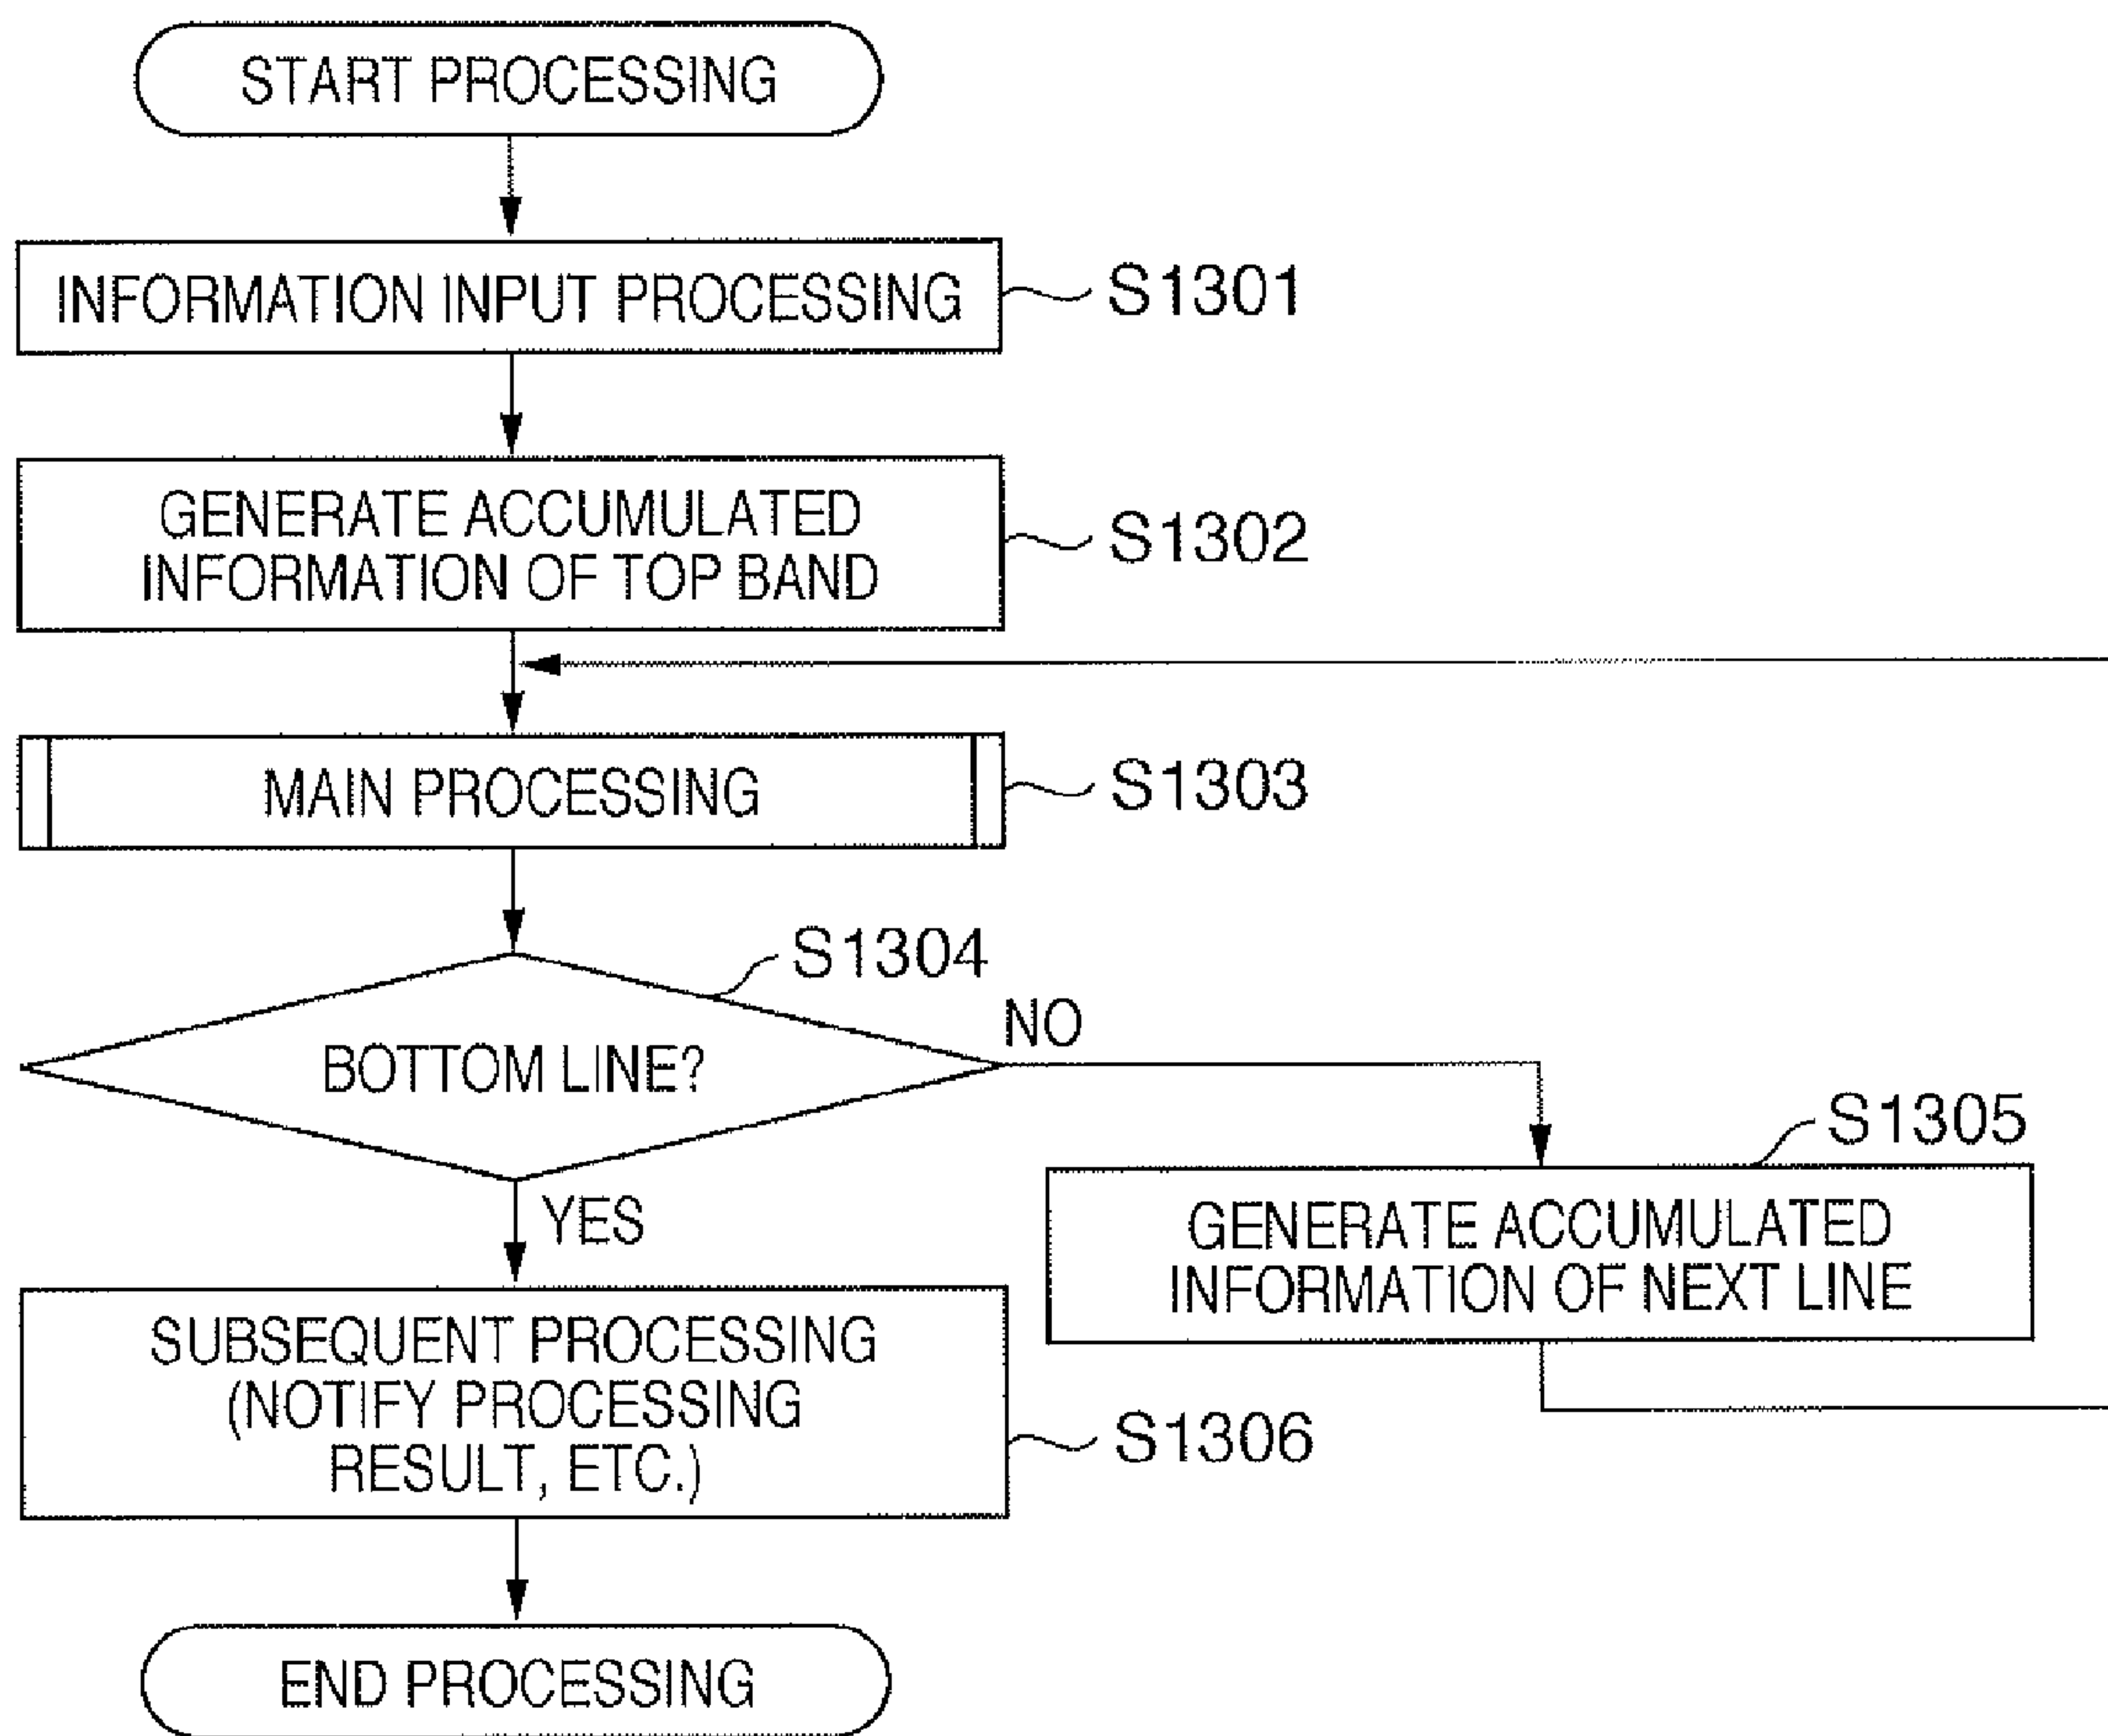 START PROCESSING
INFORMATION INPUT PROCESSING
S1301
GENERATE ACCUMULATED
INFORMATION OF TOP BAND
S1302
MAIN PROCESSING
S1303
S1304
BOTTOM LINE?
NO
YES
S1305
GENERATE ACCUMULATED
INFORMATION OF NEXT LINE
SUBSEQUENT PROCESSING
(NOTIFY PROCESSING
RESULT, ETC.)
S1306
END PROCESSING